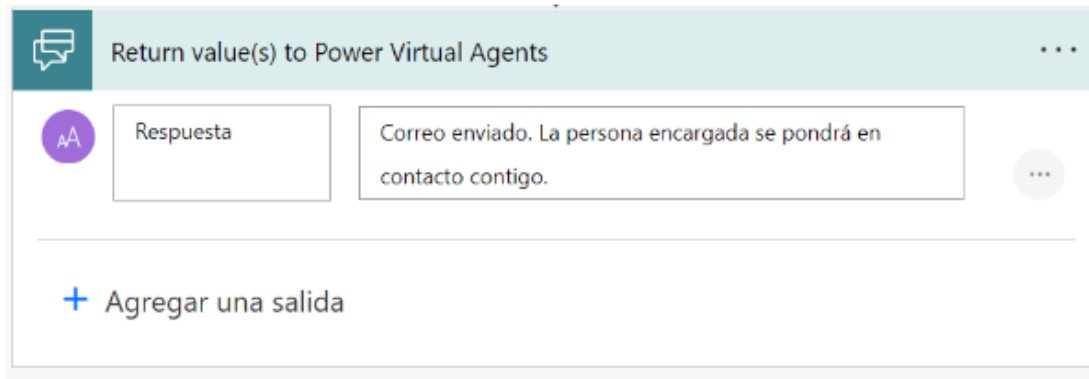 Return value(s) to Power Virtual Agents
AA
Respuesta
Correo enviado. La persona encargada se pondrá en
contacto contigo.
+ Agregar una salida